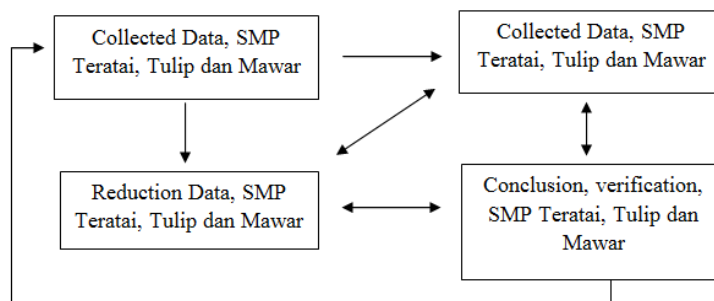 Collected Data, SMP
Teratai, Tulip dan Mawar
Collected Data, SMP
Teratai, Tulip dan Mawar
Reduction Data, SMP
Teratai, Tulip dan Mawar
Conclusion, verification,
SMP Teratai, Tulip dan
Mawar